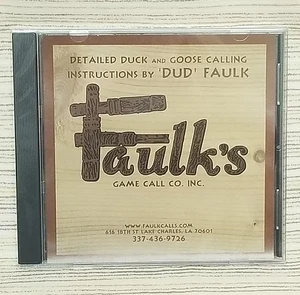 DETAILED DUCK AND GOOSE CALLING
INSTRUCTIONS BY 'DUD' FAULK
Faulk's
GAME CALL CO. INC.
WWW.FAULKCALLS.COM
616 18TH ST LAKE CHARLES, LA 70601
337-436-9726